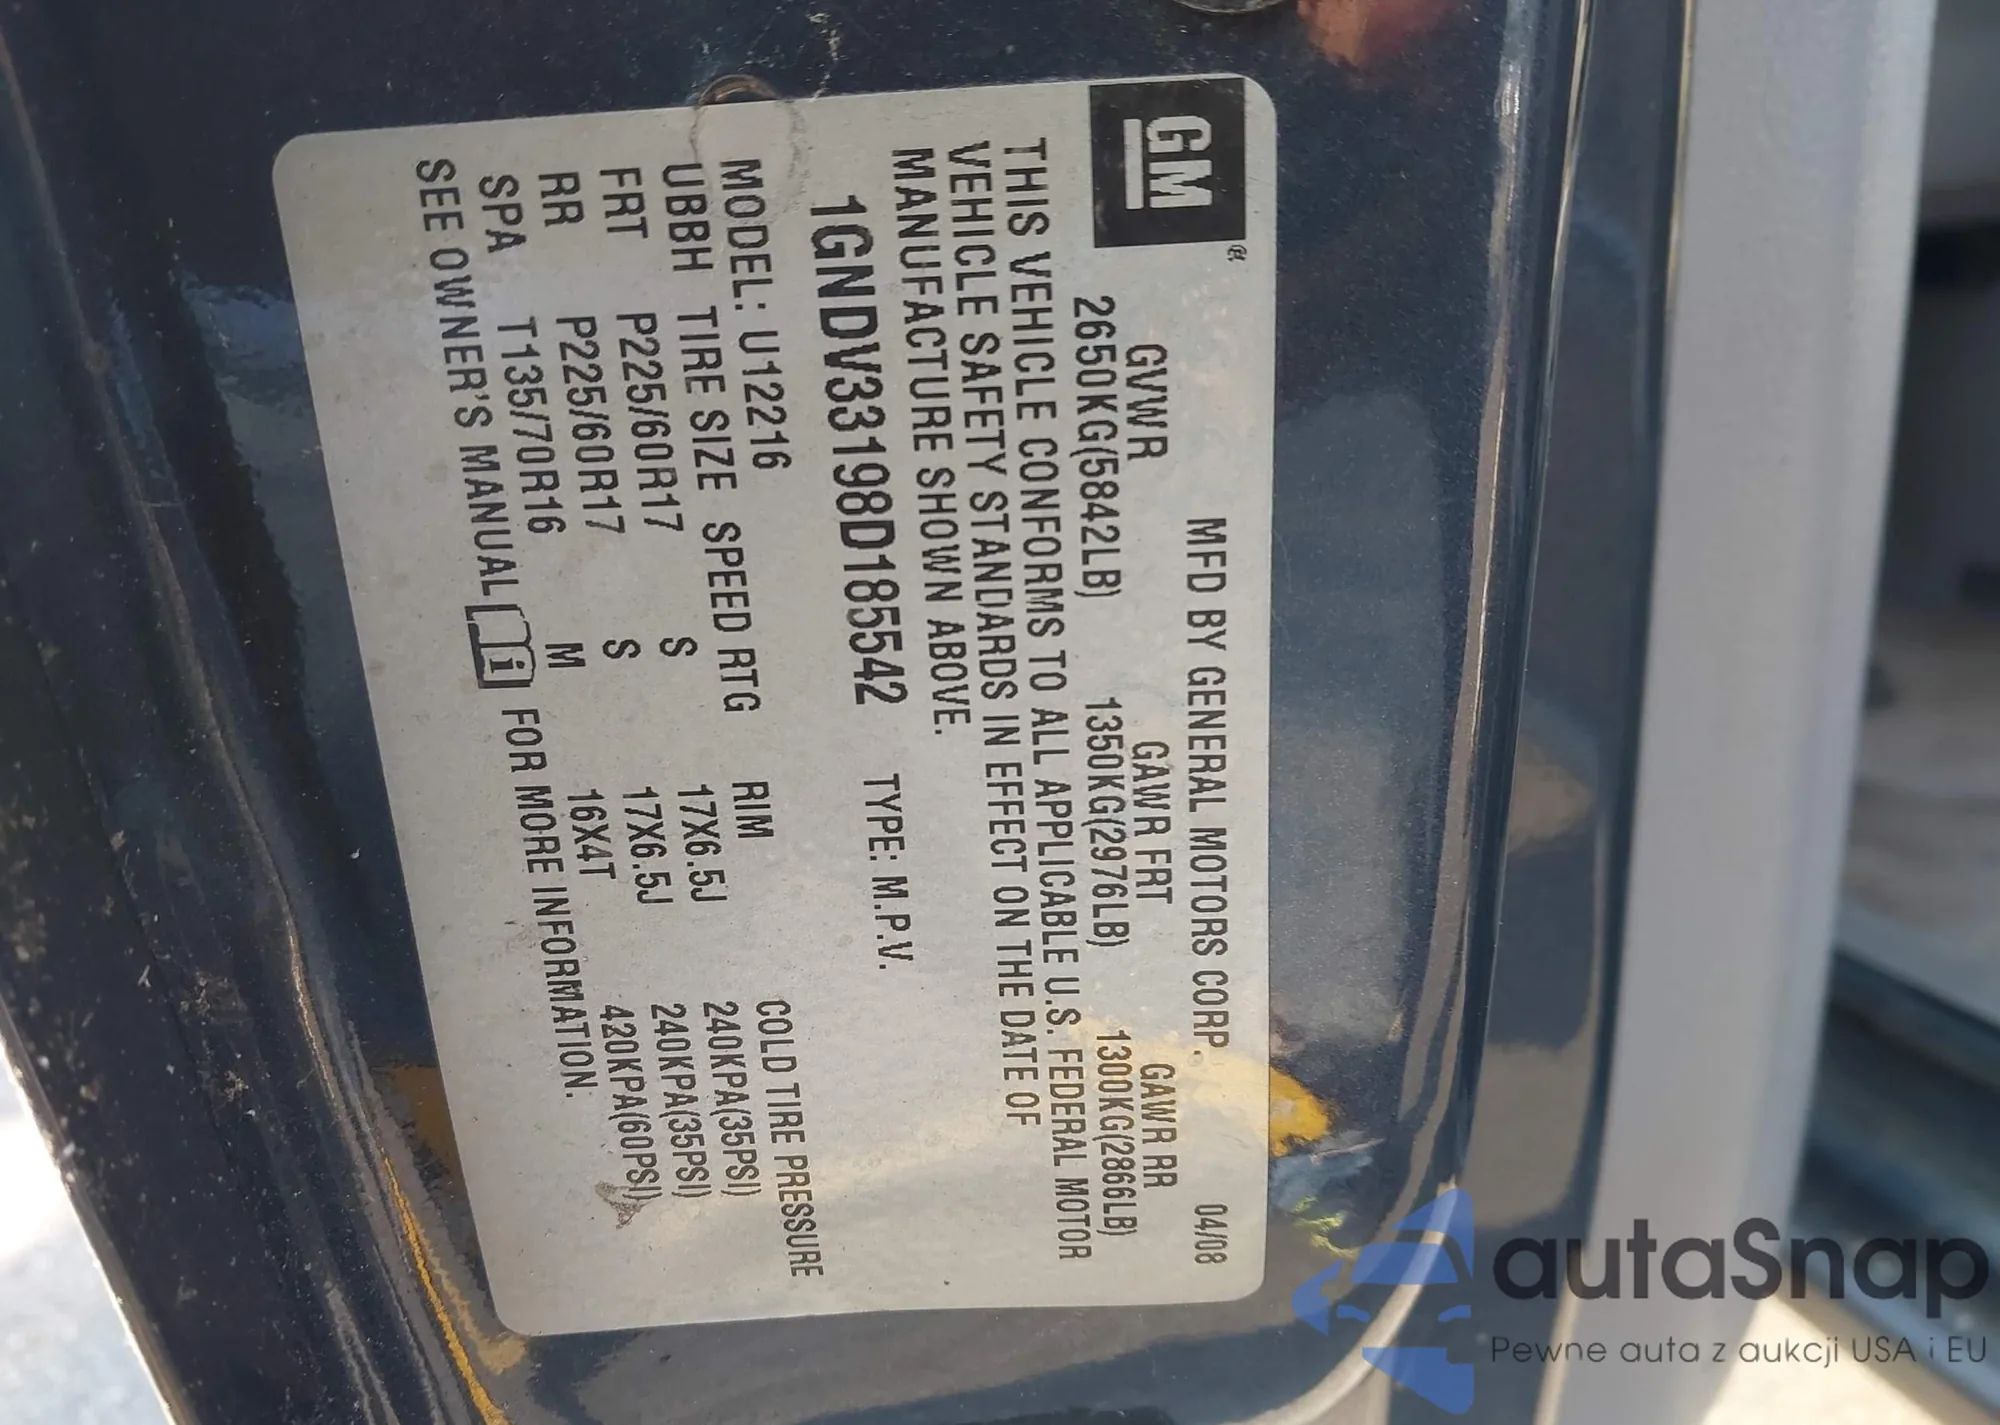 GM®
MFD BY GENERAL MOTORS CORP. 04/08
GVWR GAWR FRT GAWR RR
2650KG(5842LB) 1350KG(2976LB) 1300KG(2866LB)
THIS VEHICLE CONFORMS TO ALL APPLICABLE U.S. FEDERAL MOTOR
VEHICLE SAFETY STANDARDS IN EFFECT ON THE DATE OF
MANUFACTURE SHOWN ABOVE.
1GNDV33198D185542 TYPE: M.P.V.
MODEL: U12216
UBBH TIRE SIZE SPEED RTG RIM COLD TIRE PRESSURE
FRT P225/60R17 S 17X6.5J 240KPA(35PSI)
RR P225/60R17 S 17X6.5J 240KPA(35PSI)
SPA T135/70R16 M 16X4T 420KPA(60PSI)
SEE OWNER'S MANUAL i FOR MORE INFORMATION.
autaSnap
Pewne auta z aukcji USA i EU